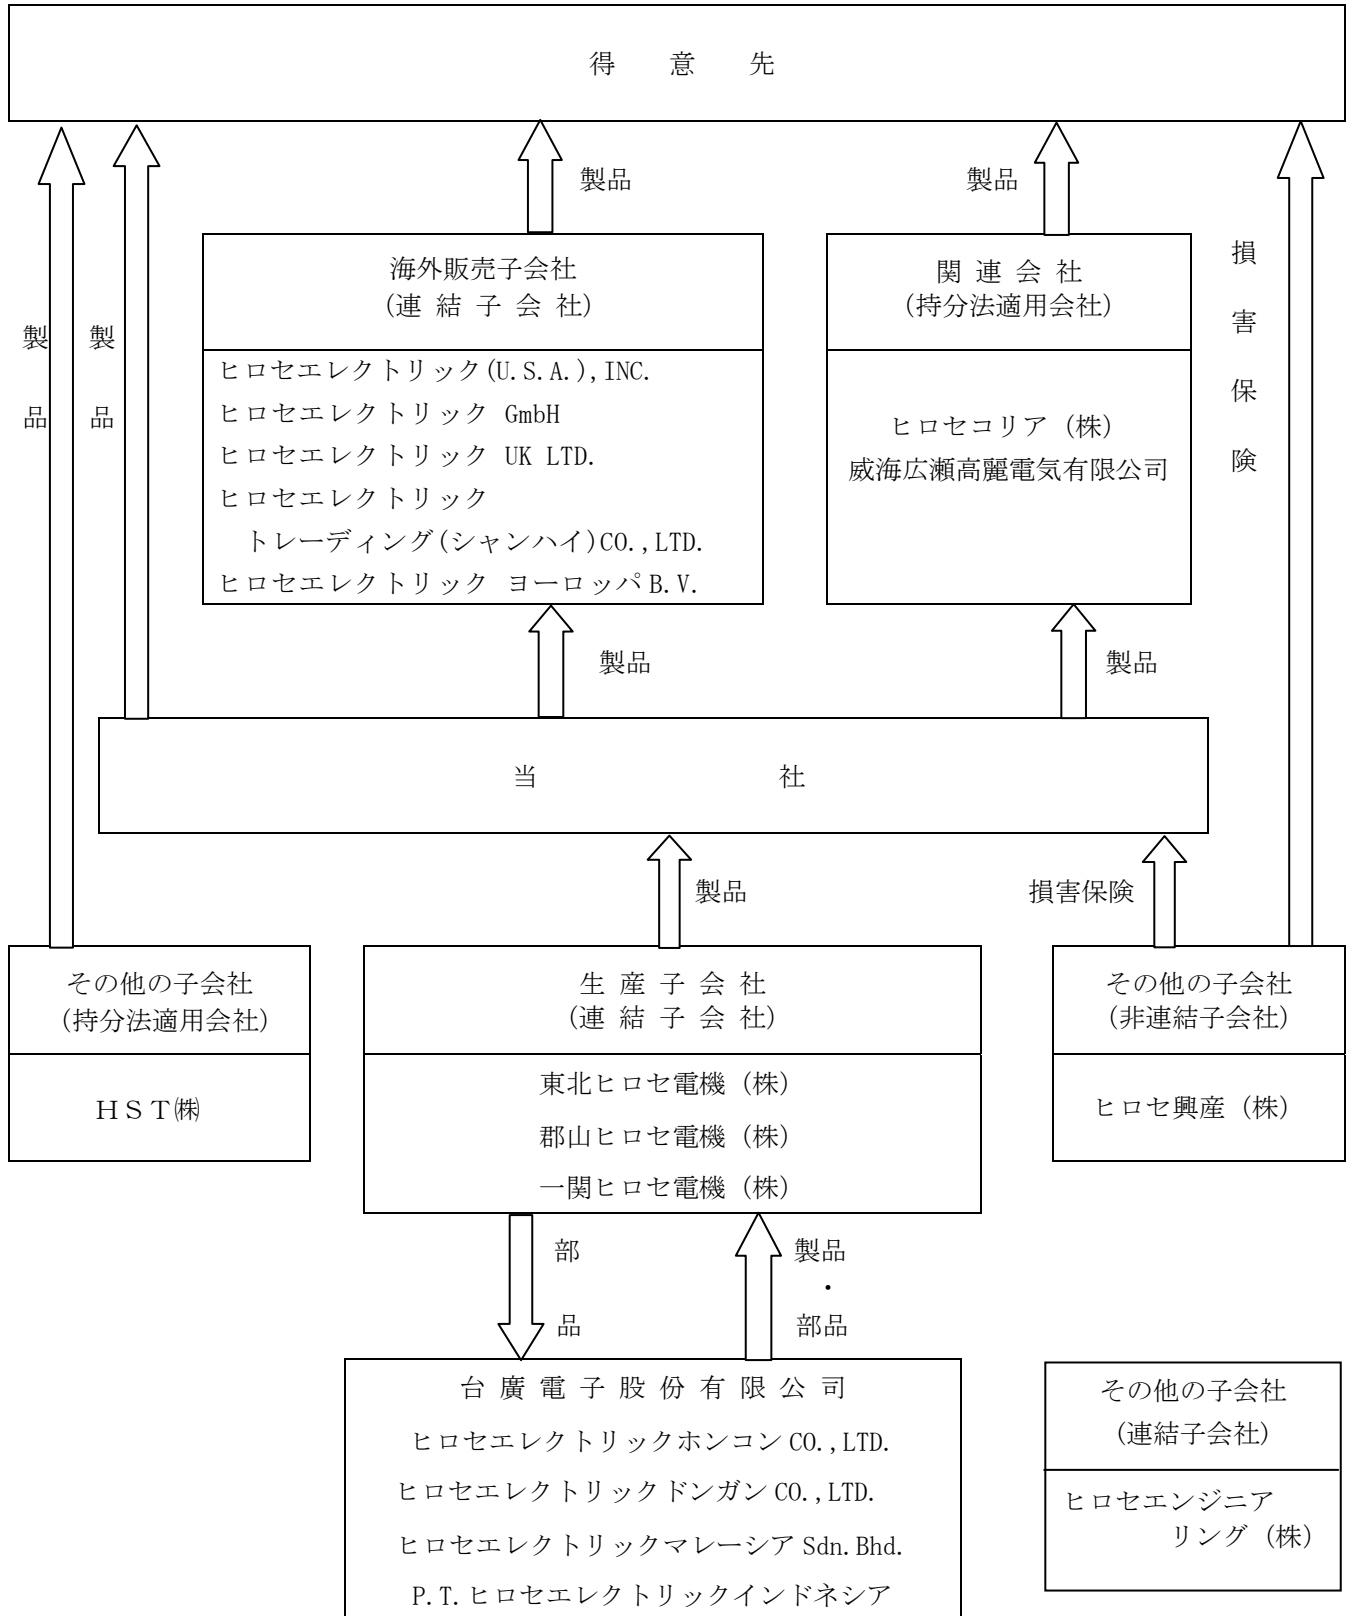 得意先
製品
製品
製品
製品
海外販売子会社
(連結子会社)
ヒロセエレクトリック(U.S.A.),INC.
ヒロセエレクトリック GmbH
ヒロセエレクトリック UK LTD.
ヒロセエレクトリック
トレーディング(シャンハイ)CO.,LTD.
ヒロセエレクトリック ヨーロッパ B.V.
関連会社
(持分法適用会社)
ヒロセコリア(株)
威海広瀬高麗電気有限公司
損害保険
製品
製品
当社
製品
損害保険
その他の子会社
(持分法適用会社)
HST㈱
生産子会社
(連結子会社)
東北ヒロセ電機(株)
郡山ヒロセ電機(株)
一関ヒロセ電機(株)
その他の子会社
(非連結子会社)
ヒロセ興産(株)
部品
製品
・
部品
台廣電子股份有限公司
ヒロセエレクトリックホンコン CO.,LTD.
ヒロセエレクトリックドンガン CO.,LTD.
ヒロセエレクトリックマレーシア Sdn.Bhd.
P.T.ヒロセエレクトリックインドネシア
その他の子会社
(連結子会社)
ヒロセエンジニア
リング(株)